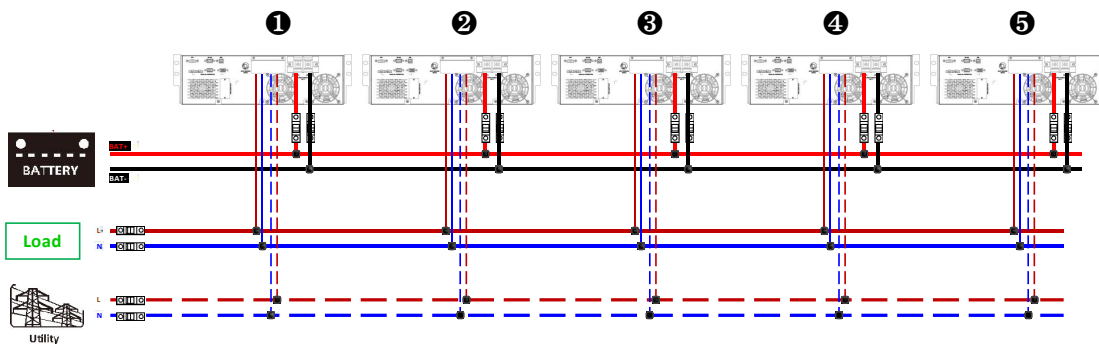 ❶ ❷ ❸ ❹ ❺
BAT+
BATTERY
BAT-
L
Load
N
L
N
Utility